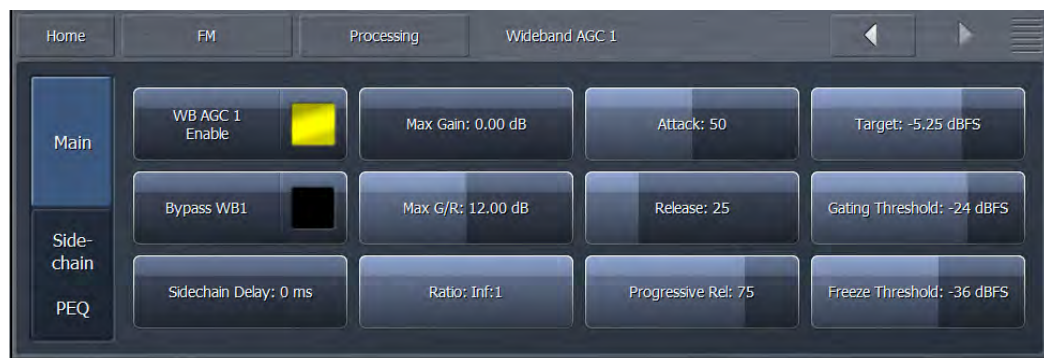 Home
FM
Processing
Wideband AGC 1
Main
Side-
chain
PEQ
WB AGC 1
Enable
Max Gain: 0.00 dB
Attack: 50
Target: -5.25 dBFS
Bypass WB1
Max G/R: 12.00 dB
Release: 25
Gating Threshold: -24 dBFS
Sidechain Delay: 0 ms
Ratio: Inf:1
Progressive Rel: 75
Freeze Threshold: -36 dBFS